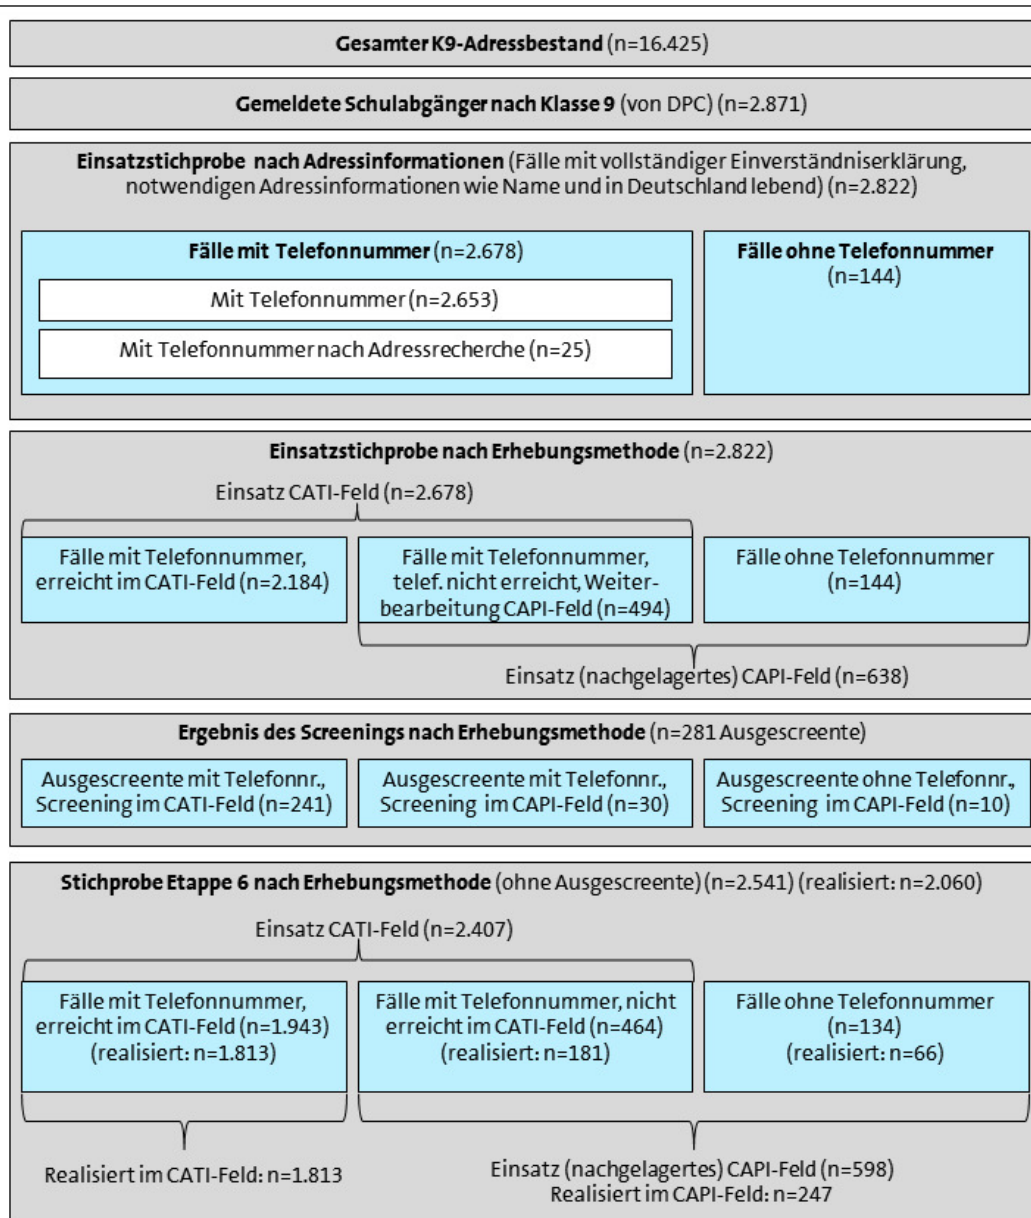 Gesamter K9-Adressbestand (n=16.425)
Gemeldete Schulabgänger nach Klasse 9 (von DPC) (n=2.871)
Einsatzstichprobe nach Adressinformationen (Fälle mit vollständiger Einverständniserklärung,
notwendigen Adressinformationen wie Name und in Deutschland lebend) (n=2.822)
Fälle mit Telefonnummer (n=2.678)
Mit Telefonnummer (n=2.653)
Mit Telefonnummer nach Adressrecherche (n=25)
Fälle ohne Telefonnummer
(n=144)
Einsatzstichprobe nach Erhebungsmethode (n=2.822)
Einsatz CATI-Feld (n=2.678)
Fälle mit Telefonnummer,
erreicht im CATI-Feld (n=2.184)
Fälle mit Telefonnummer,
telef. nicht erreicht, Weiter-
bearbeitung CAPI-Feld (n=494)
Fälle ohne Telefonnummer
(n=144)
Einsatz (nachgelagertes) CAPI-Feld (n=638)
Ergebnis des Screenings nach Erhebungsmethode (n=281 Ausgescreente)
Ausgescreente mit Telefonnr.,
Screening im CATI-Feld (n=241)
Ausgescreente mit Telefonnr.,
Screening im CAPI-Feld (n=30)
Ausgescreente ohne Telefonnr.,
Screening im CAPI-Feld (n=10)
Stichprobe Etappe 6 nach Erhebungsmethode (ohne Ausgescreente) (n=2.541) (realisiert: n=2.060)
Einsatz CATI-Feld (n=2.407)
Fälle mit Telefonnummer,
erreicht im CATI-Feld (n=1.943)
(realisiert: n=1.813)
Fälle mit Telefonnummer, nicht
erreicht im CATI-Feld (n=464)
(realisiert: n=181)
Fälle ohne Telefonnummer
(n=134)
(realisiert: n=66)
Realisiert im CATI-Feld: n=1.813
Einsatz (nachgelagertes) CAPI-Feld (n=598)
Realisiert im CAPI-Feld: n=247